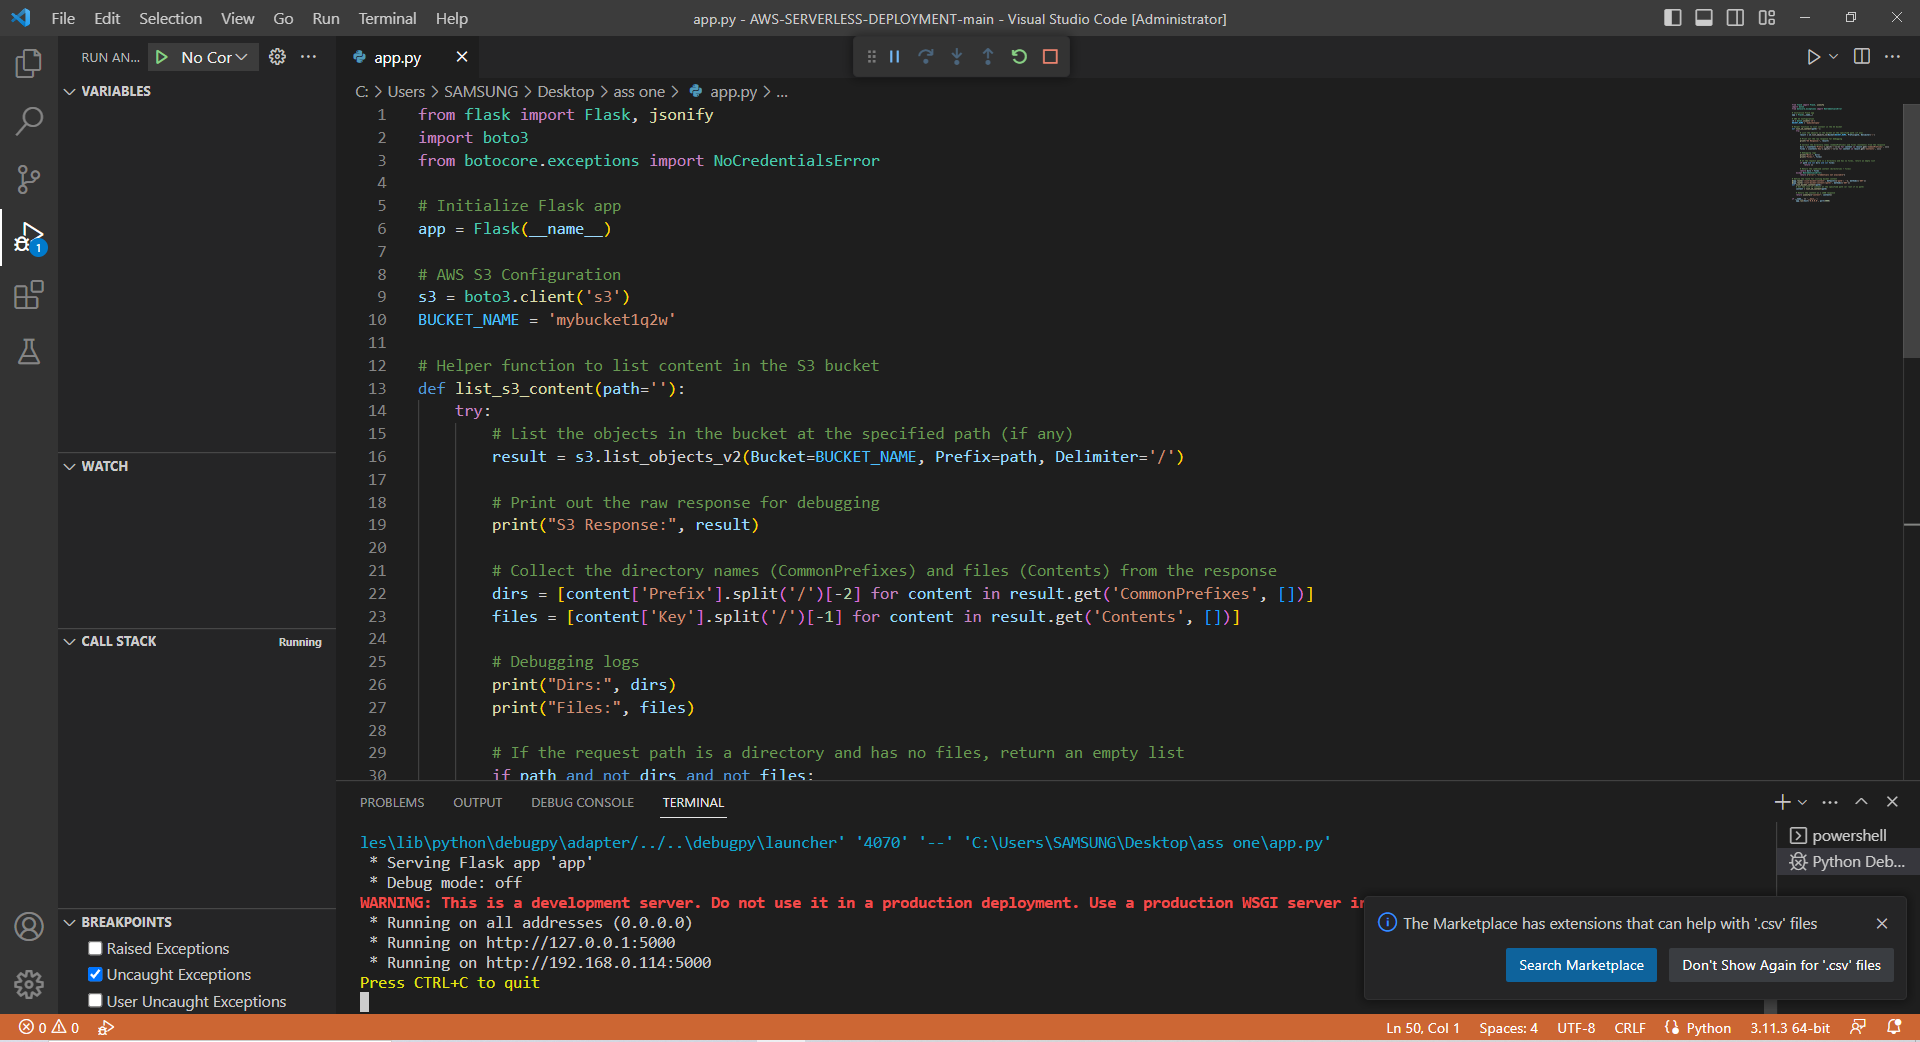 File Edit Selection View Go Run Terminal Help
app.py - AWS-SERVERLESS-DEPLOYMENT-main - Visual Studio Code [Administrator]
RUN AN... No Cor
app.py
C: > Users > SAMSUNG > Desktop > ass one > app.py > ...
VARIABLES
WATCH
CALL STACK Running
BREAKPOINTS
Raised Exceptions
Uncaught Exceptions
User Uncaught Exceptions
1
1 from flask import Flask, jsonify
2 import boto3
3 from botocore.exceptions import NoCredentialsError
4
5 # Initialize Flask app
6 app = Flask(__name__)
7
8 # AWS S3 Configuration
9 s3 = boto3.client('s3')
10 BUCKET_NAME = 'mybucket1q2w'
11
12 # Helper function to list content in the S3 bucket
13 def list_s3_content(path=''):
14 try:
15 # List the objects in the bucket at the specified path (if any)
16 result = s3.list_objects_v2(Bucket=BUCKET_NAME, Prefix=path, Delimiter='/')
17
18 # Print out the raw response for debugging
19 print("S3 Response:", result)
20
21 # Collect the directory names (CommonPrefixes) and files (Contents) from the response
22 dirs = [content['Prefix'].split('/')[-2] for content in result.get('CommonPrefixes', [])]
23 files = [content['Key'].split('/')[-1] for content in result.get('Contents', [])]
24
25 # Debugging logs
26 print("Dirs:", dirs)
27 print("Files:", files)
28
29 # If the request path is a directory and has no files, return an empty list
30 if path and not dirs and not files:
PROBLEMS OUTPUT DEBUG CONSOLE TERMINAL
les\lib\python\debugpy\adapter/../..\debugpy\launcher' '4070' '--' 'C:\Users\SAMSUNG\Desktop\ass one\app.py'
* Serving Flask app 'app'
* Debug mode: off
WARNING: This is a development server. Do not use it in a production deployment. Use a production WSGI server in
* Running on all addresses (0.0.0.0)
* Running on http://127.0.0.1:5000
* Running on http://192.168.0.114:5000
Press CTRL+C to quit
powershell
Python Deb...
The Marketplace has extensions that can help with '.csv' files
Search Marketplace
Don't Show Again for '.csv' files
0 0
Ln 50, Col 1 Spaces: 4 UTF-8 CRLF Python 3.11.3 64-bit